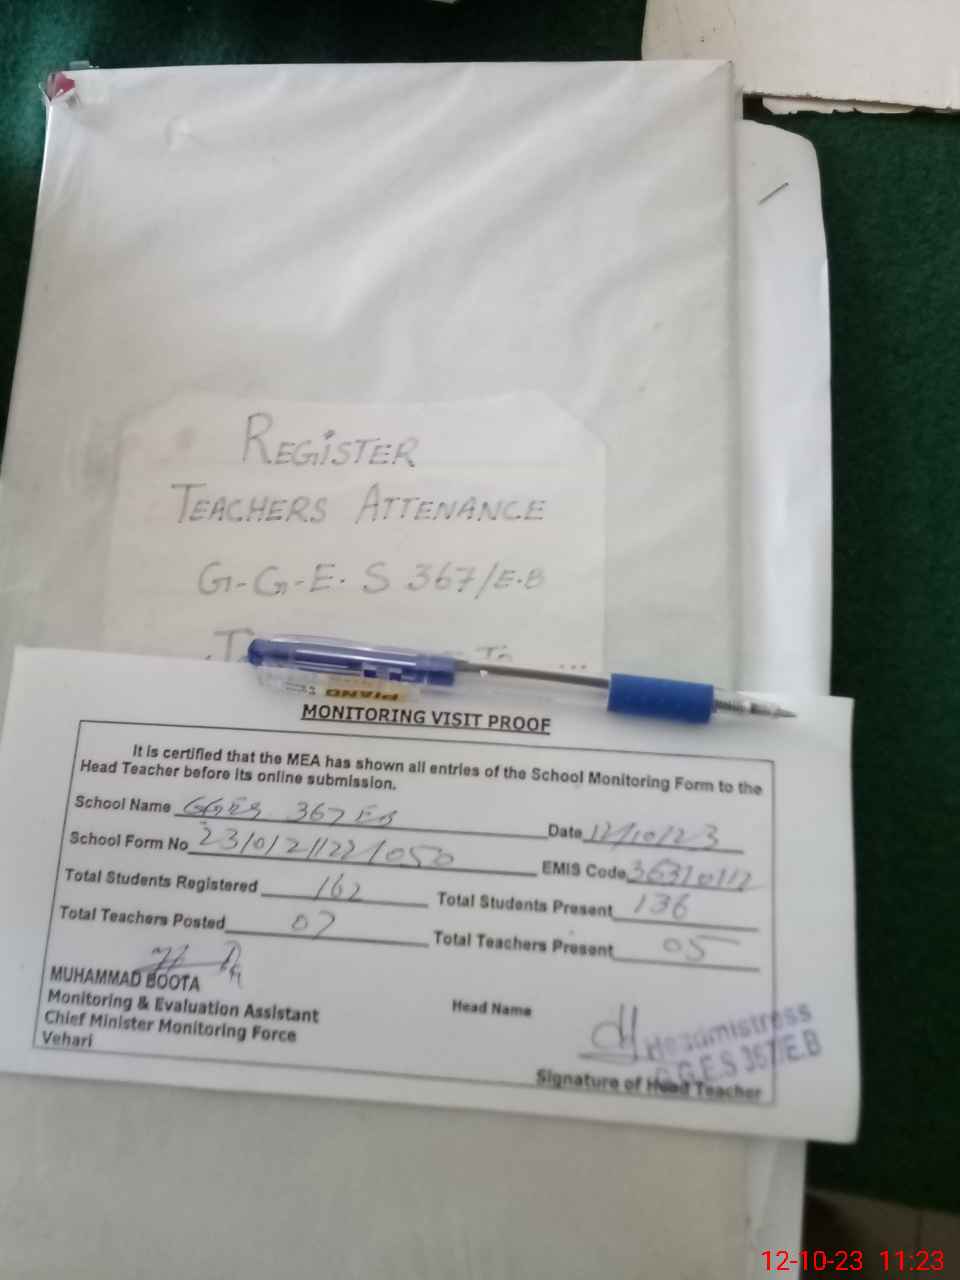 REGISTER
TEACHERS ATTENANCE
G-G-E. S 367/E.B
PIANO
MONITORING VISIT PROOF
It is certified that the MEA has shown all entries of the School Monitoring Form to the
Head Teacher before its online submission.
School Name GGES 367 EB Date 12/10/23
School Form No EMIS Code
Total Students Registered 162 Total Students Present 136
Total Teachers Posted 07 Total Teachers Present 05
MUHAMMAD BOOTA
Monitoring & Evaluation Assistant
Chief Minister Monitoring Force
Vehari
Head Name
Headmistress
G.G.E.S 367/E.B
Signature of Head Teacher
12-10-23 11:23